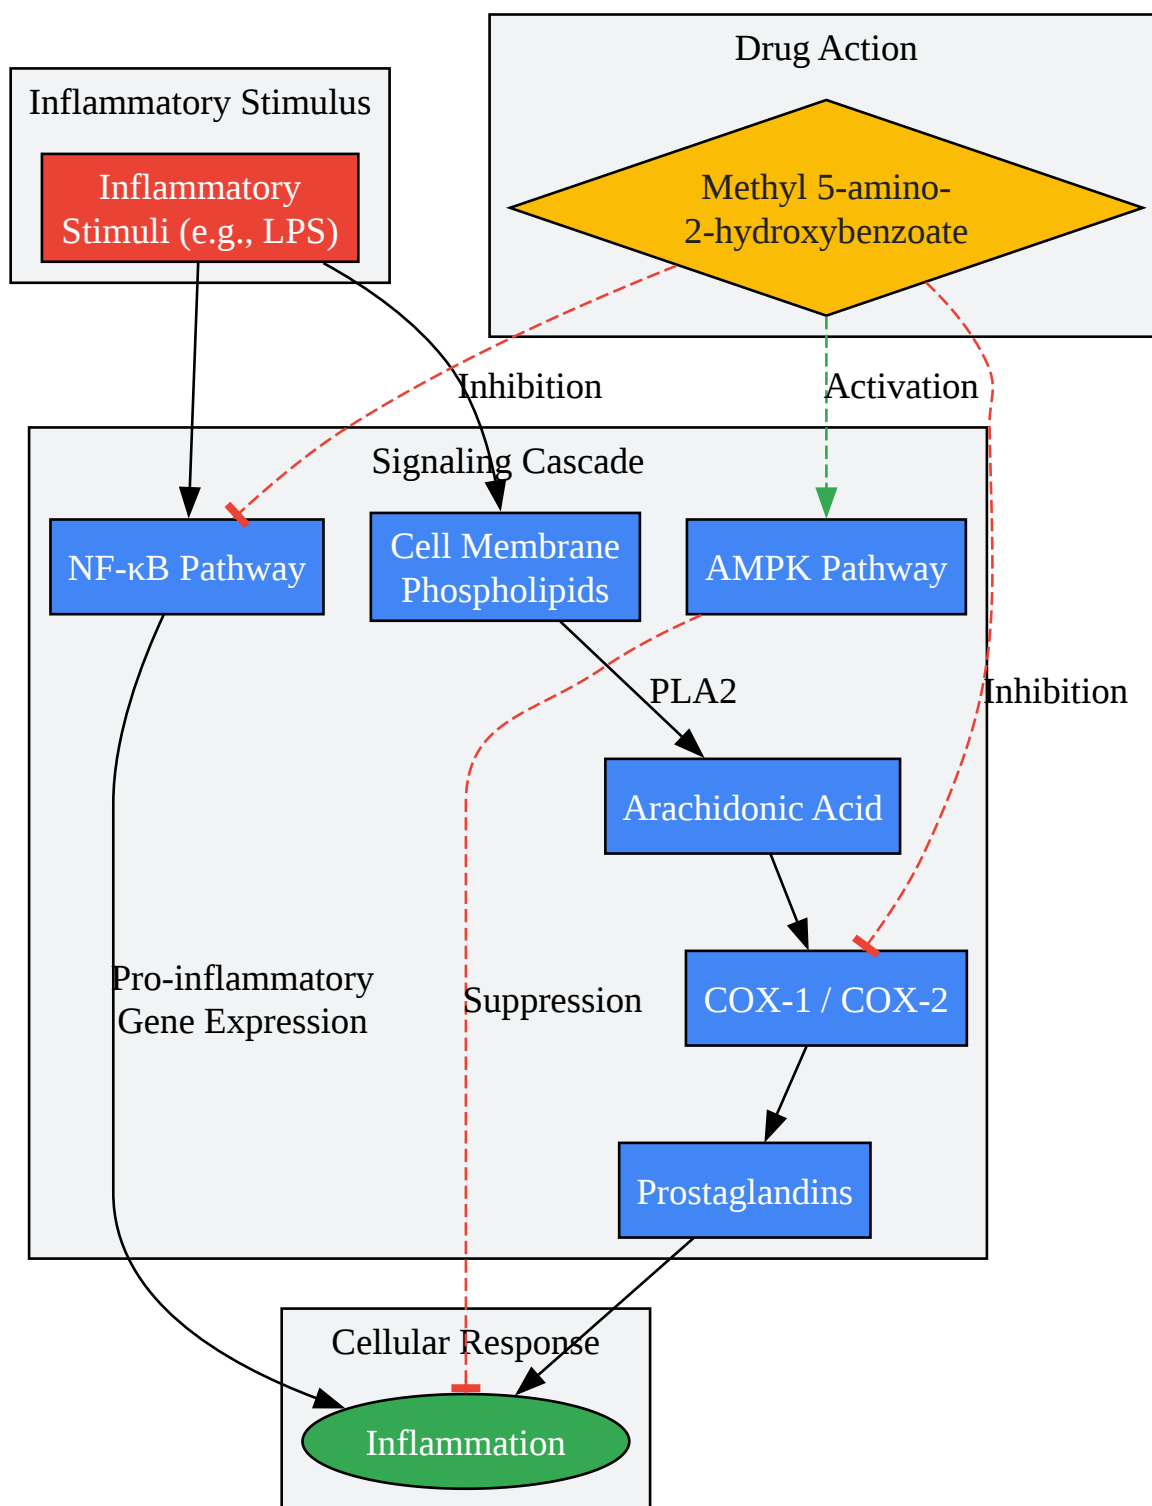 Drug Action
Inflammatory Stimulus
Inflammatory
Stimuli (e.g., LPS)
Methyl 5-amino-
2-hydroxybenzoate
Inhibition
Activation
Signaling Cascade
NF-κB Pathway
Cell Membrane
Phospholipids
AMPK Pathway
PLA2
Inhibition
Arachidonic Acid
Pro-inflammatory
Gene Expression
Suppression
COX-1 / COX-2
Prostaglandins
Cellular Response
Inflammation